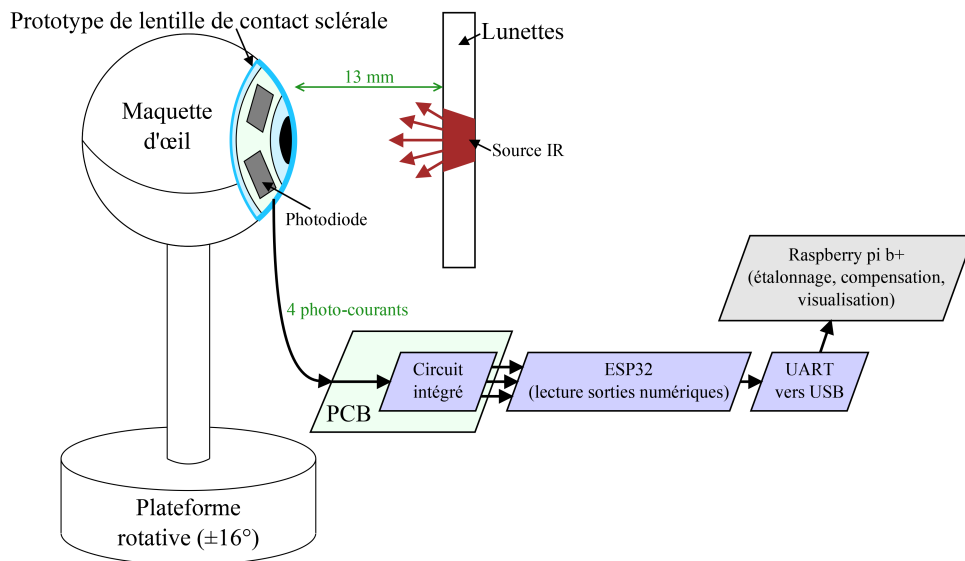 Prototype de lentille de contact sclérale
Lunettes
13 mm
Maquette
d'œil
Source IR
Photodiode
4 photo-courants
Raspberry pi b+
(étalonnage, compensation,
visualisation)
Circuit
intégré
PCB
ESP32
(lecture sorties numériques)
UART
vers USB
Plateforme
rotative (±16°)